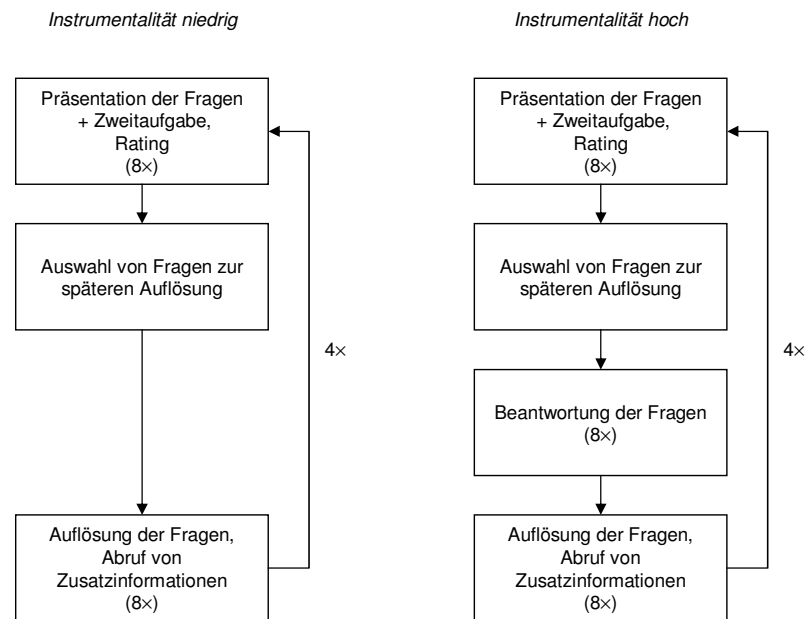 Instrumentalität niedrig
Präsentation der Fragen
+ Zweitaufgabe,
Rating
(8×)
Auswahl von Fragen zur
späteren Auflösung
4×
Auflösung der Fragen,
Abruf von
Zusatzinformationen
(8×)
Instrumentalität hoch
Präsentation der Fragen
+ Zweitaufgabe,
Rating
(8×)
Auswahl von Fragen zur
späteren Auflösung
4×
Beantwortung der Fragen
(8×)
Auflösung der Fragen,
Abruf von
Zusatzinformationen
(8×)